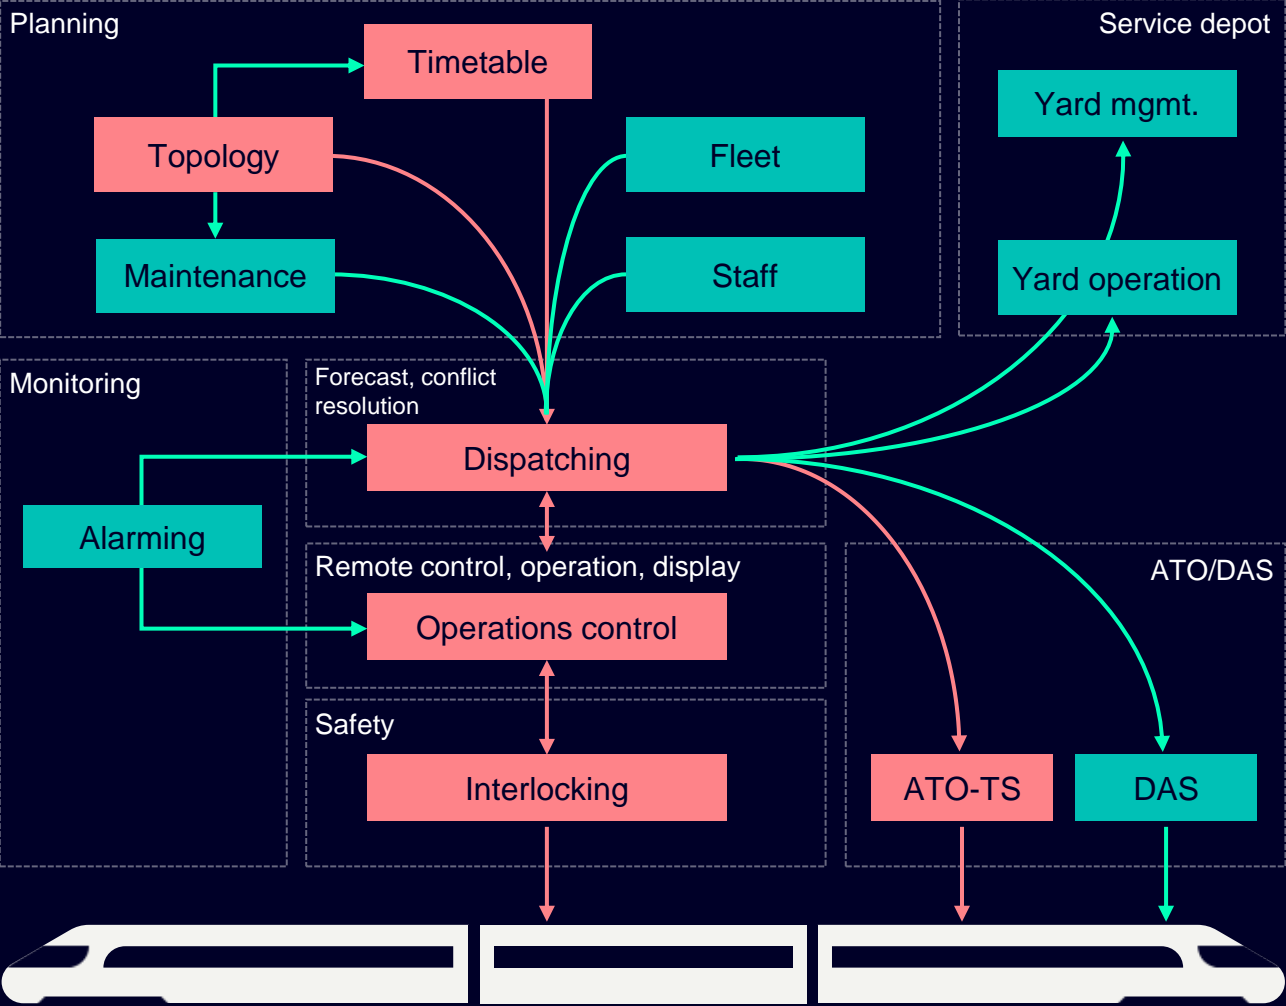 Planning
Service depot
Timetable
Yard mgmt.
Topology
Fleet
Maintenance
Staff
Yard operation
Monitoring
Forecast, conflict
resolution
Dispatching
Alarming
Remote control, operation, display
ATO/DAS
Operations control
Safety
Interlocking
ATO-TS
DAS